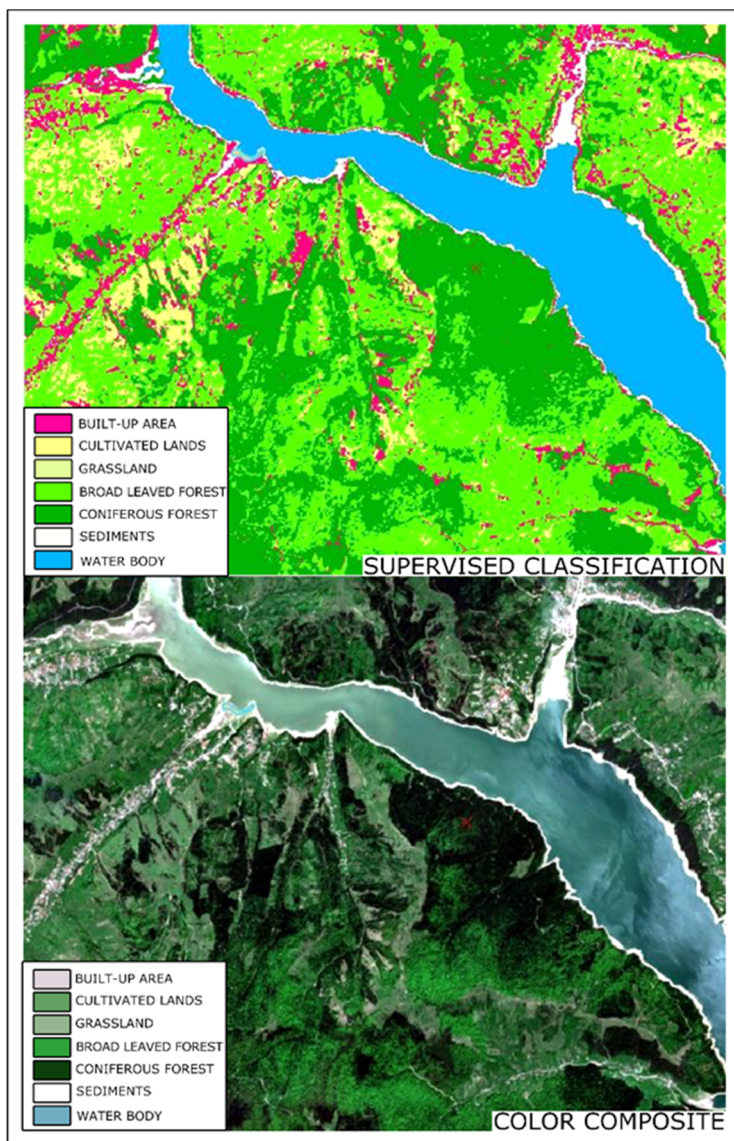 BUILT-UP AREA
CULTIVATED LANDS
GRASSLAND
BROAD LEAVED FOREST
CONIFEROUS FOREST
SEDIMENTS
WATER BODY
SUPERVISED CLASSIFICATION
BUILT-UP AREA
CULTIVATED LANDS
GRASSLAND
BROAD LEAVED FOREST
CONIFEROUS FOREST
SEDIMENTS
WATER BODY
COLOR COMPOSITE